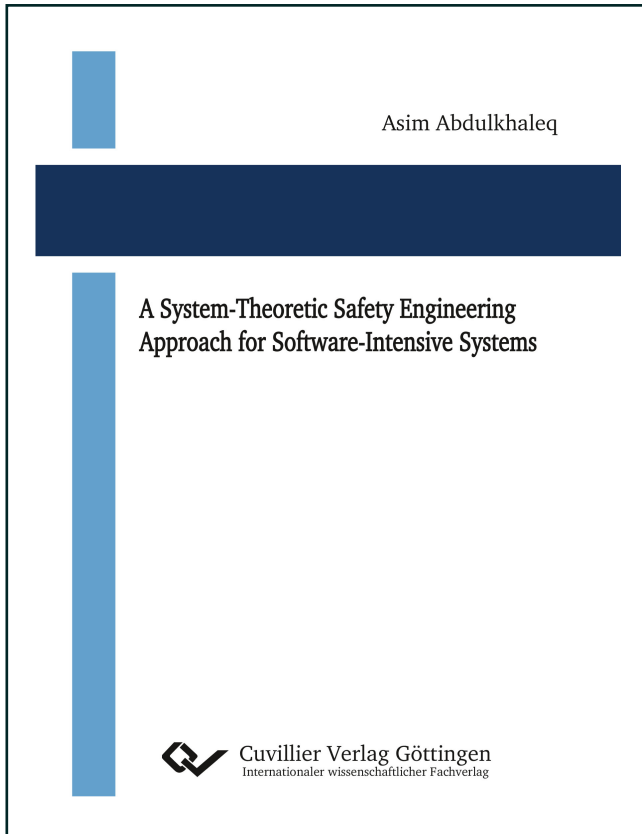 Asim Abdulkhaleq
A System-Theoretic Safety Engineering
Approach for Software-Intensive Systems
Cuvillier Verlag Göttingen
Internationaler wissenschaftlicher Fachverlag